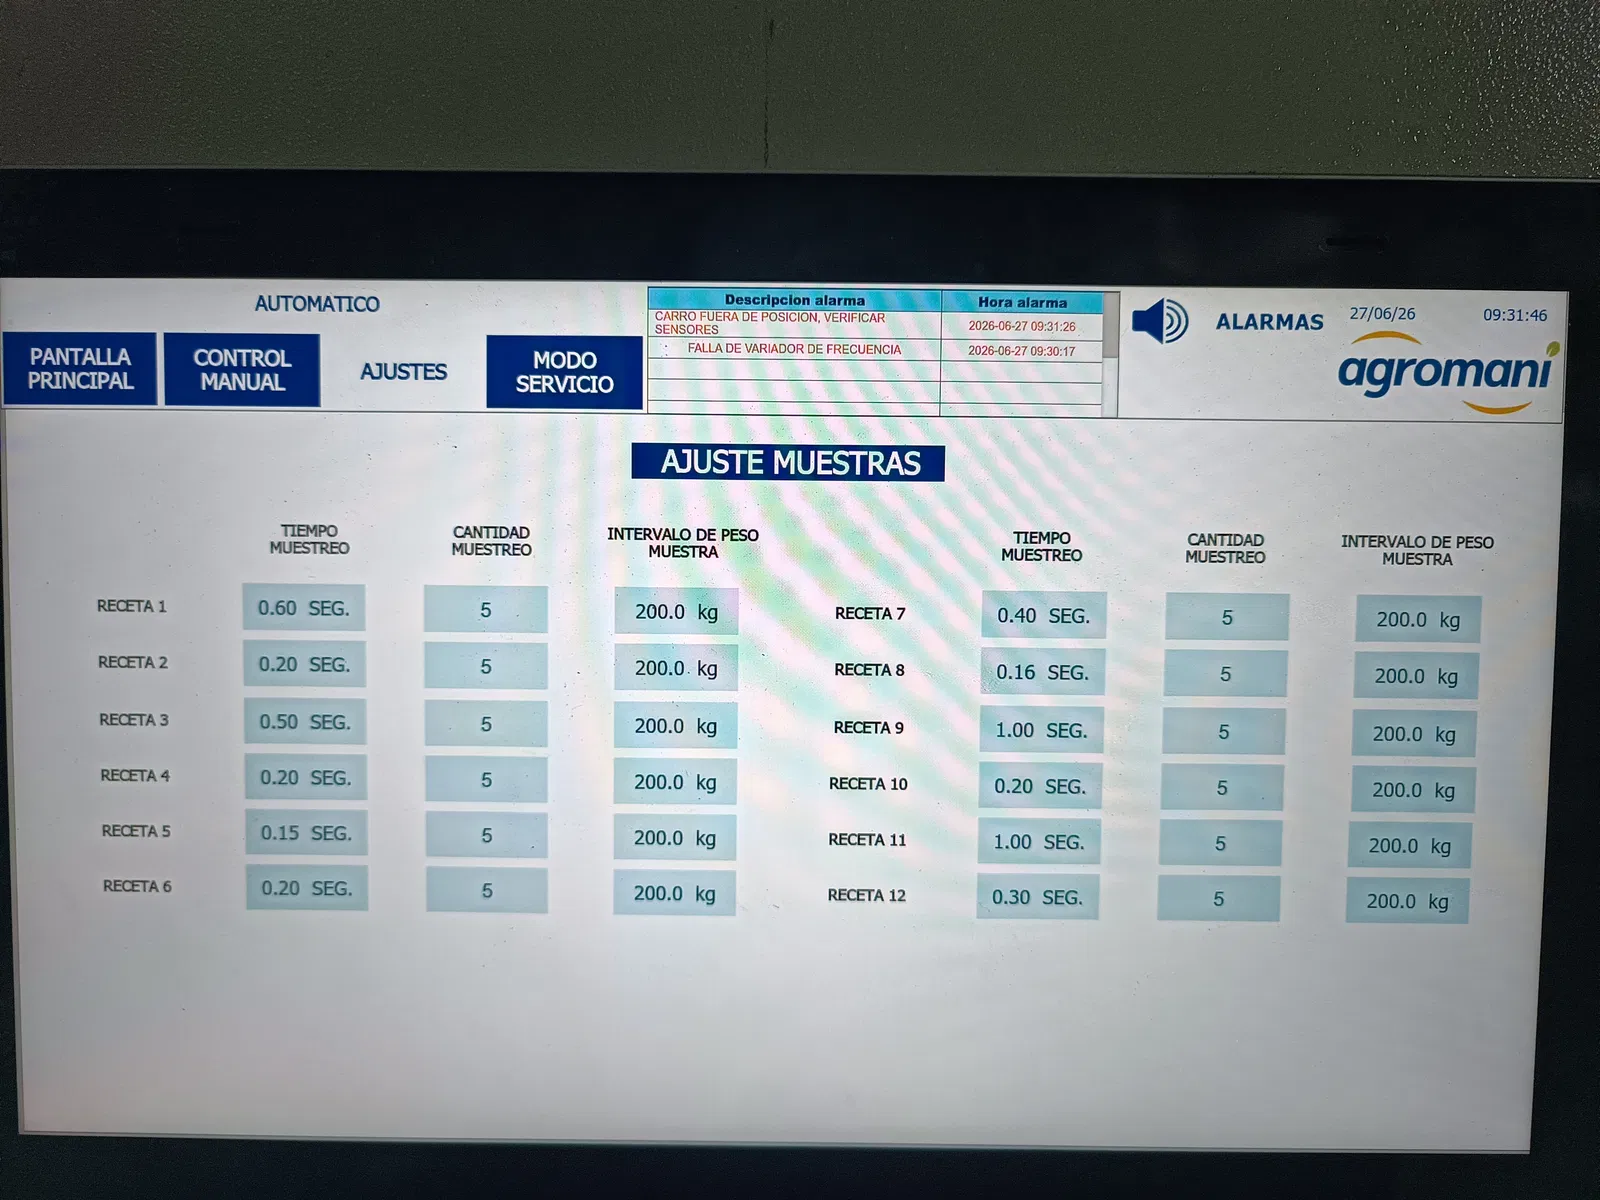 AUTOMATICO
PANTALLA
PRINCIPAL
CONTROL
MANUAL
AJUSTES
MODO
SERVICIO
Descripcion alarma Hora alarma
CARRO FUERA DE POSICION, VERIFICAR
SENSORES 2026-06-27 09:31:26
FALLA DE VARIADOR DE FRECUENCIA 2026-06-27 09:30:17
ALARMAS
27/06/26 09:31:46
agromani
AJUSTE MUESTRAS
TIEMPO
MUESTREO
CANTIDAD
MUESTREO
INTERVALO DE PESO
MUESTRA
TIEMPO
MUESTREO
CANTIDAD
MUESTREO
INTERVALO DE PESO
MUESTRA
RECETA 1 0.60 SEG. 5 200.0 kg RECETA 7 0.40 SEG. 5 200.0 kg
RECETA 2 0.20 SEG. 5 200.0 kg RECETA 8 0.16 SEG. 5 200.0 kg
RECETA 3 0.50 SEG. 5 200.0 kg RECETA 9 1.00 SEG. 5 200.0 kg
RECETA 4 0.20 SEG. 5 200.0 kg RECETA 10 0.20 SEG. 5 200.0 kg
RECETA 5 0.15 SEG. 5 200.0 kg RECETA 11 1.00 SEG. 5 200.0 kg
RECETA 6 0.20 SEG. 5 200.0 kg RECETA 12 0.30 SEG. 5 200.0 kg